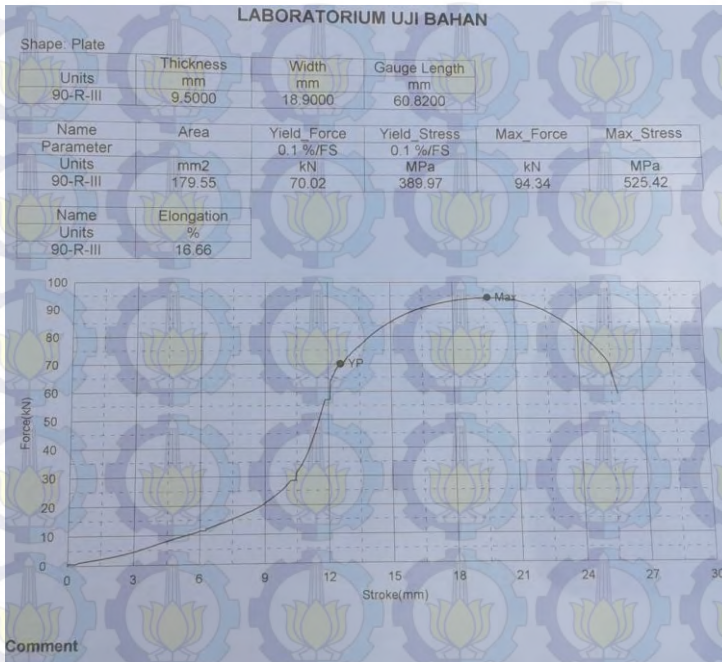 LABORATORIUM UJI BAHAN
Shape: Plate
Thickness Width Gauge Length
Units mm mm mm
90-R-III 9.5000 18.9000 60.8200
Name Area Yield_Force Yield_Stress Max_Force Max_Stress
Parameter 0.1 %/FS 0.1 %/FS
Units mm2 kN MPa kN MPa
90-R-III 179.55 70.02 389.97 94.34 525.42
Name Elongation
Units %
90-R-III 16.66
100
90
80
70
60
50
40
30
20
10
0
Force(kN)
YP
Max
0 3 6 9 12 15 18 21 24 27 30
Stroke(mm)
Comment